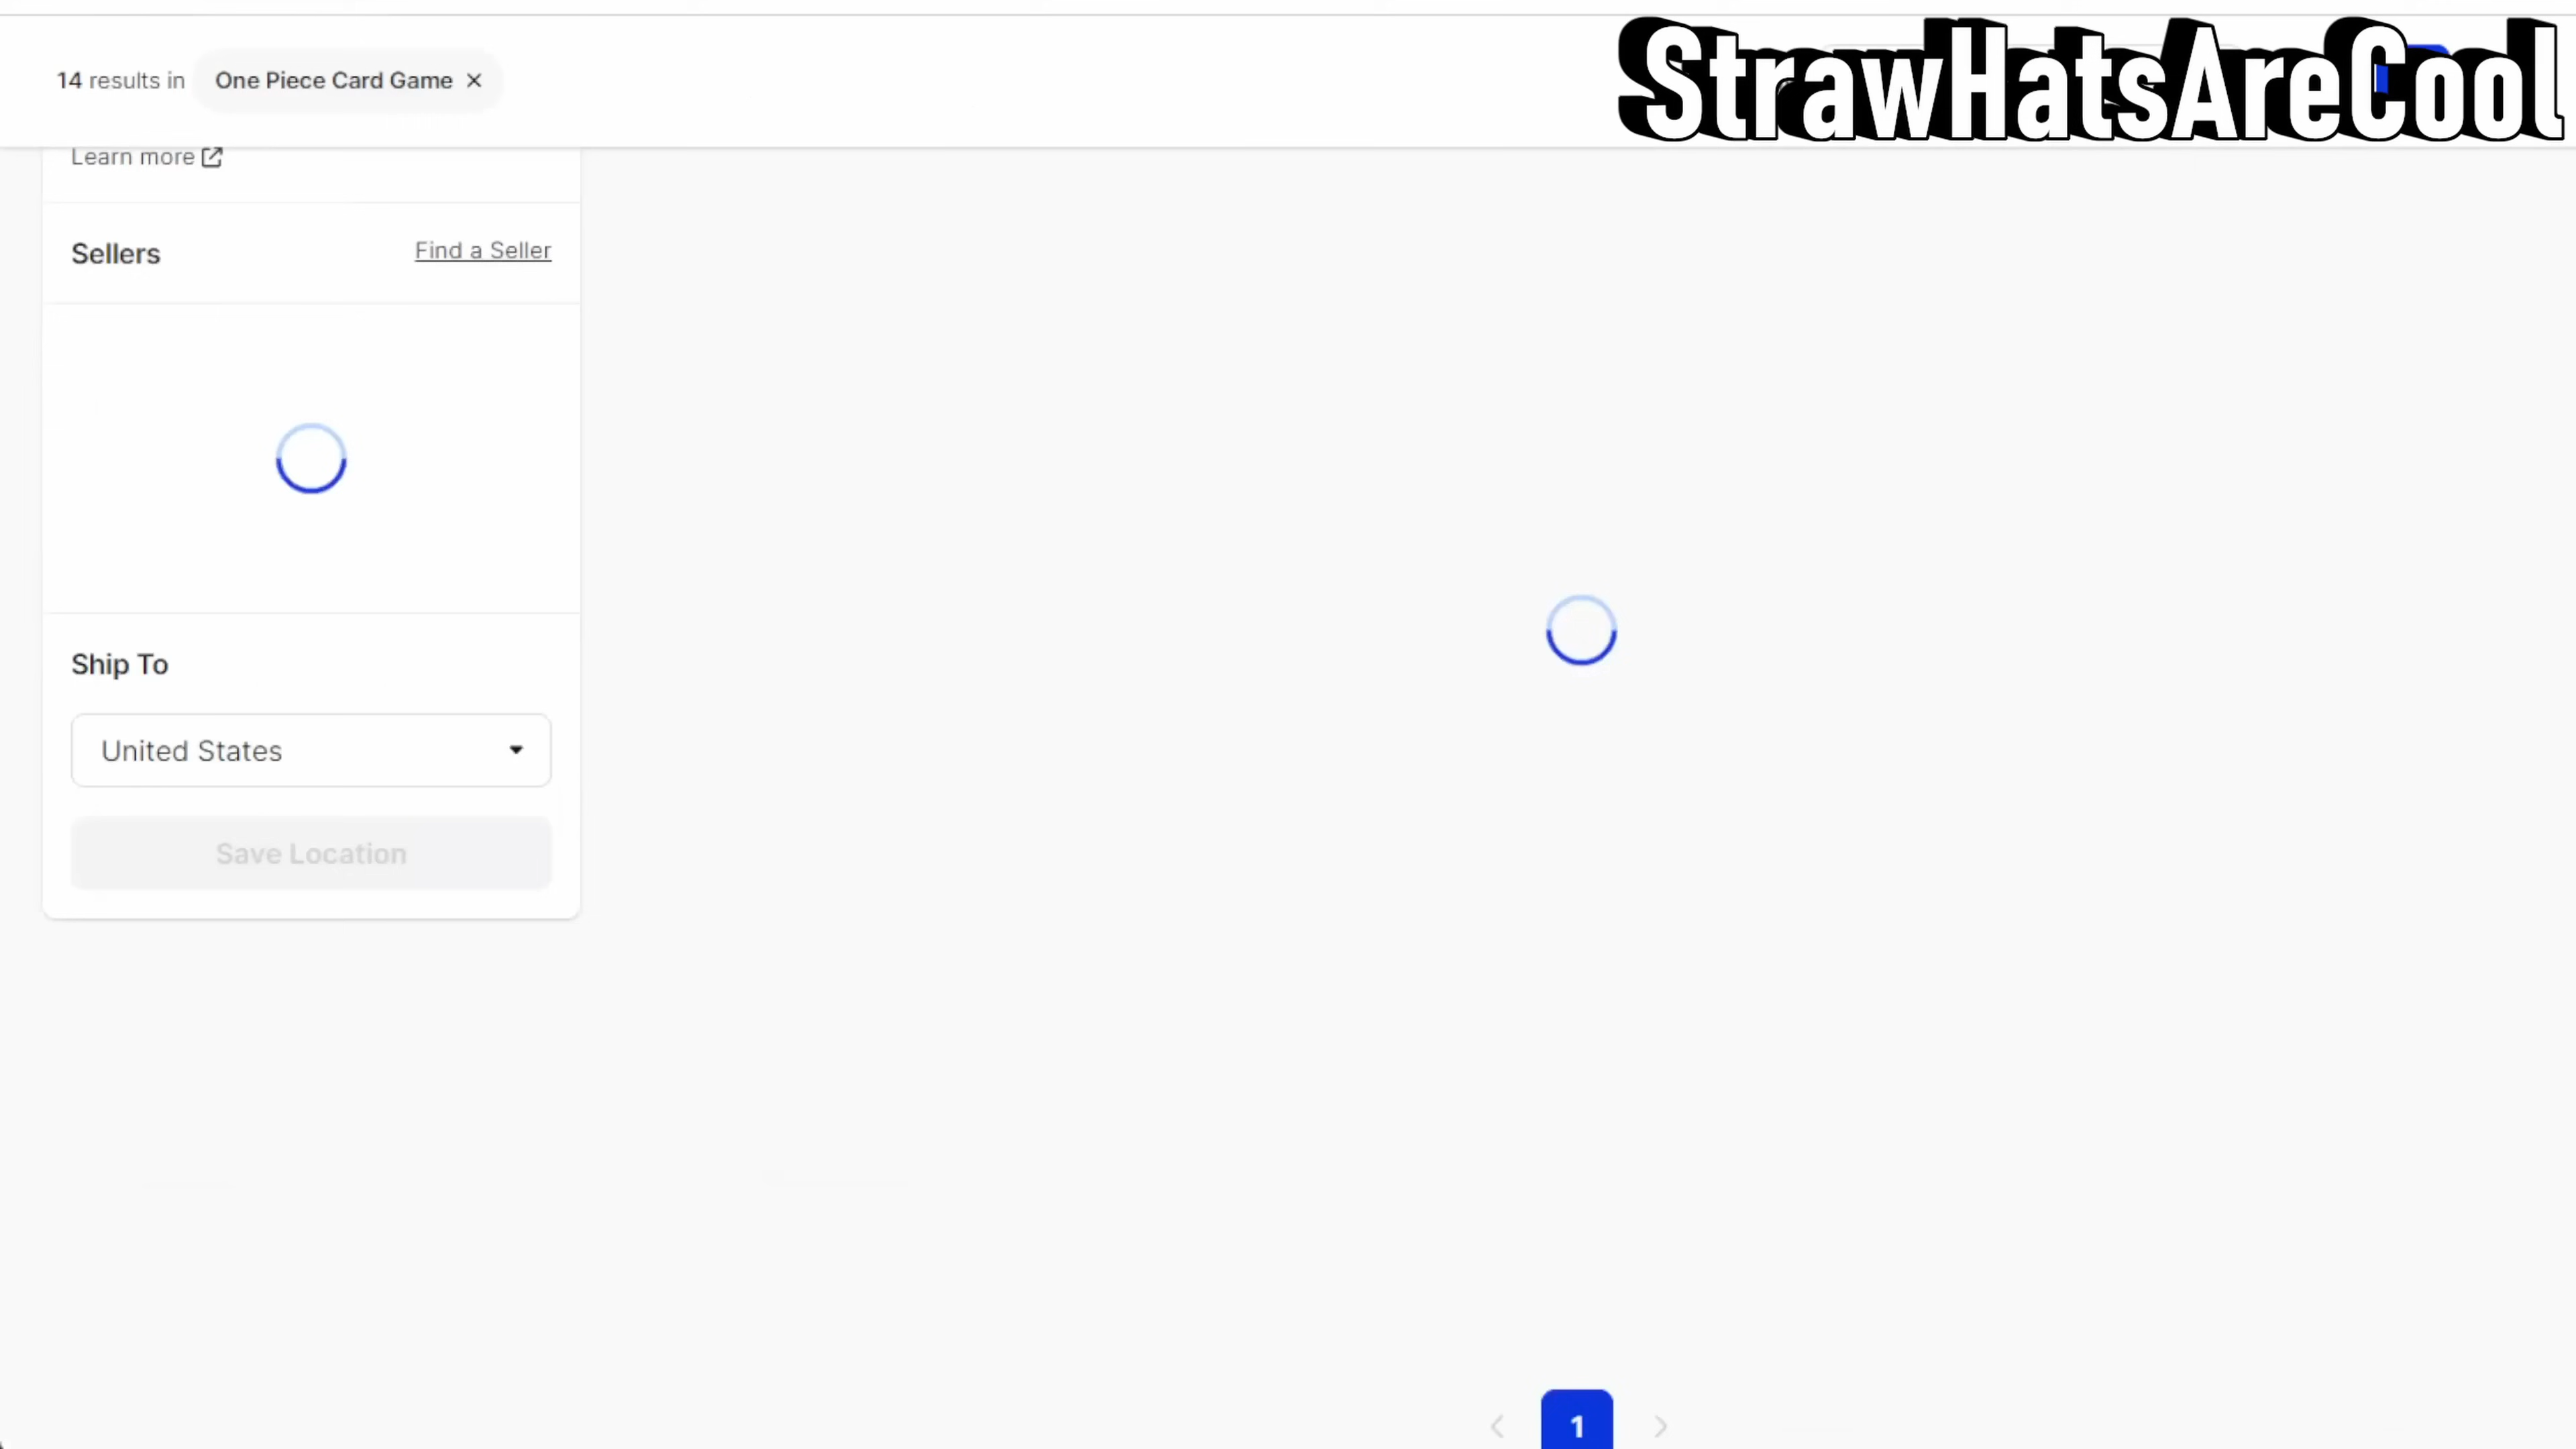 StrawHatsAreCool
14 results in One Piece Card Game
Learn more
Sellers
Find a Seller
Ship To
United States
Save Location
1